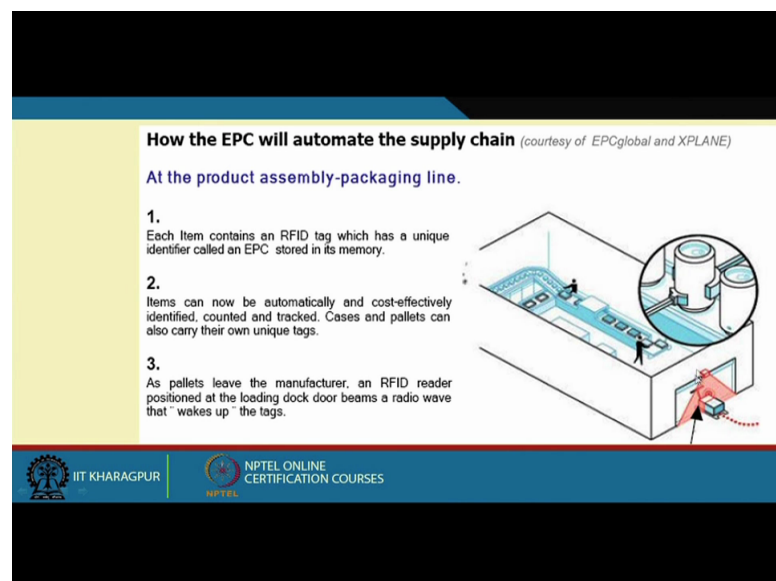 How the EPC will automate the supply chain (courtesy of EPCglobal and XPLANE)
At the product assembly-packaging line.
1.
Each Item contains an RFID tag which has a unique
identifier called an EPC stored in its memory.
2.
Items can now be automatically and cost-effectively
identified, counted and tracked. Cases and pallets can
also carry their own unique tags.
3.
As pallets leave the manufacturer, an RFID reader
positioned at the loading dock door beams a radio wave
that ¨ wakes up ¨ the tags.
IIT KHARAGPUR
NPTEL
NPTEL ONLINE
CERTIFICATION COURSES